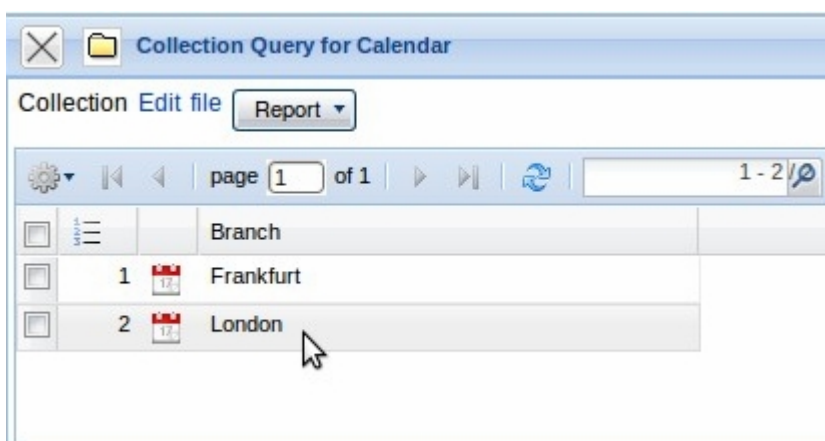 Collection Query for Calendar
Collection Edit file Report
page 1 of 1 1 - 2 /
Branch
1 Frankfurt
2 London